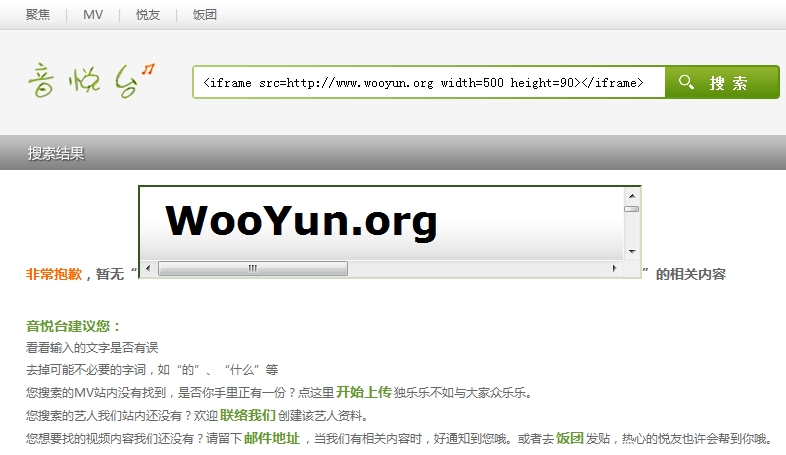 聚焦 | MV | 悦友 | 饭团
音悦台
<iframe src=http://www.wooyun.org width=500 height=90></iframe> 搜索
搜索结果
WooYun.org
非常抱歉，暂无“ ”的相关内容
音悦台建议您：
看看输入的文字是否有误
去掉可能不必要的字词，如“的”、“什么”等
您搜索的MV站内没有找到，是否你手里正有一份？点这里 开始上传 独乐乐不如与大家众乐乐。
您搜索的艺人我们站内还没有？欢迎 联络我们 创建该艺人资料。
您想要找的视频内容我们还没有？请留下 邮件地址 ，当我们有相关内容时，好通知到您哦。或者去 饭团 发贴，热心的悦友也许会帮到你哦。